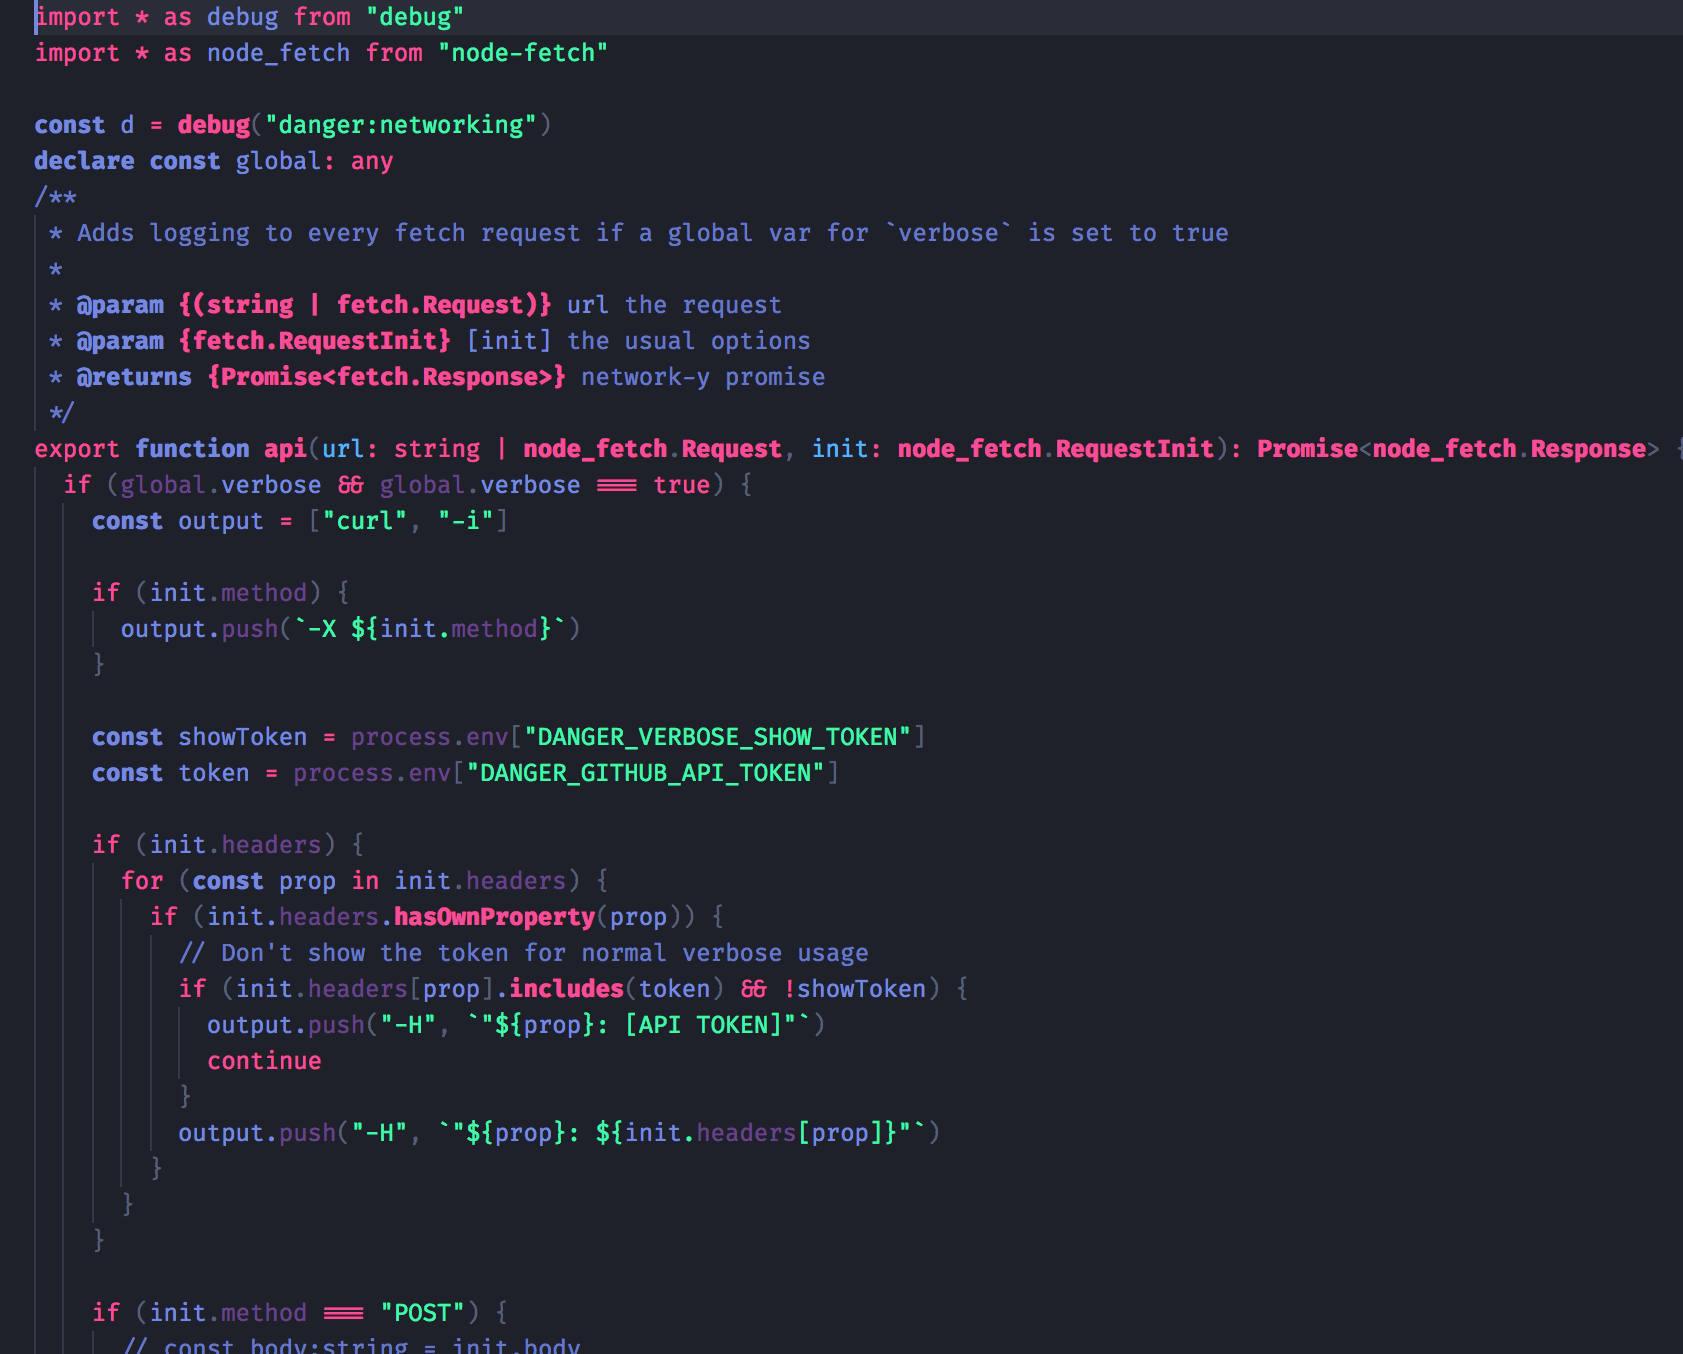 import * as debug from "debug"
import * as node_fetch from "node-fetch"

const d = debug("danger:networking")
declare const global: any
/**
 * Adds logging to every fetch request if a global var for `verbose` is set to true
 *
 * @param {(string | fetch.Request)} url the request
 * @param {fetch.RequestInit} [init] the usual options
 * @returns {Promise<fetch.Response>} network-y promise
 */
export function api(url: string | node_fetch.Request, init: node_fetch.RequestInit): Promise<node_fetch.Response> {
  if (global.verbose && global.verbose === true) {
    const output = ["curl", "-i"]

    if (init.method) {
      output.push(`-X ${init.method}`)
    }

    const showToken = process.env["DANGER_VERBOSE_SHOW_TOKEN"]
    const token = process.env["DANGER_GITHUB_API_TOKEN"]

    if (init.headers) {
      for (const prop in init.headers) {
        if (init.headers.hasOwnProperty(prop)) {
          // Don't show the token for normal verbose usage
          if (init.headers[prop].includes(token) && !showToken) {
            output.push("-H", `"${prop}: [API TOKEN]"`)
            continue
          }
          output.push("-H", `"${prop}: ${init.headers[prop]}"`)
        }
      }
    }

    if (init.method === "POST") {
      // const body:string = init.body